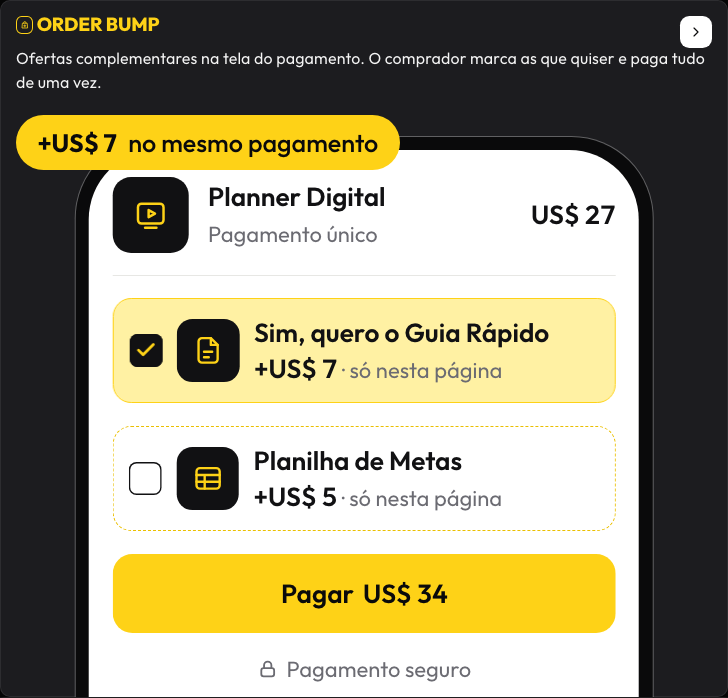 ORDER BUMP
Ofertas complementares na tela do pagamento. O comprador marca as que quiser e paga tudo
de uma vez.
+US$ 7 no mesmo pagamento
Planner Digital
Pagamento único
US$ 27
Sim, quero o Guia Rápido
+US$ 7 · só nesta página
Planilha de Metas
+US$ 5 · só nesta página
Pagar US$ 34
Pagamento seguro